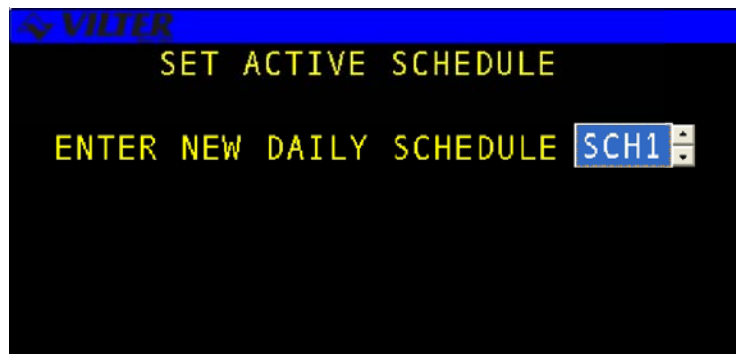 VILTER
SET ACTIVE SCHEDULE
ENTER NEW DAILY SCHEDULE SCH1